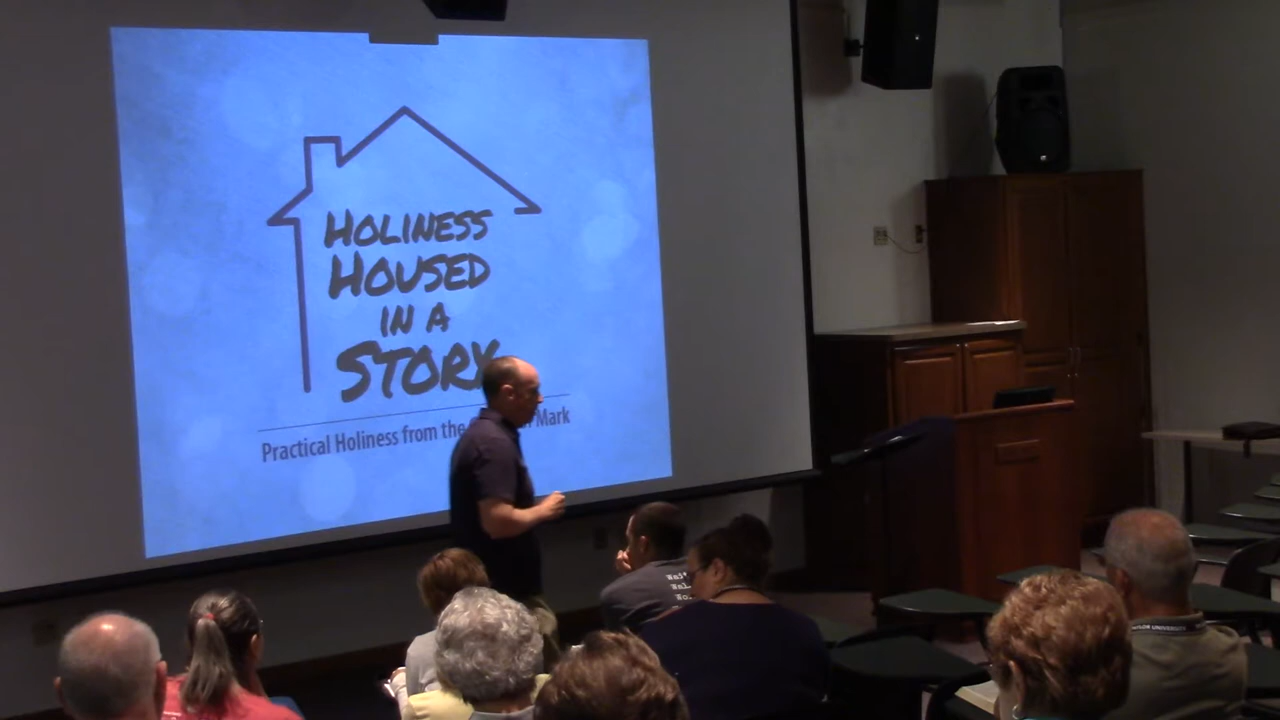 HOLINESS
HOUSED
IN A
STORY
Practical Holiness from the Mark